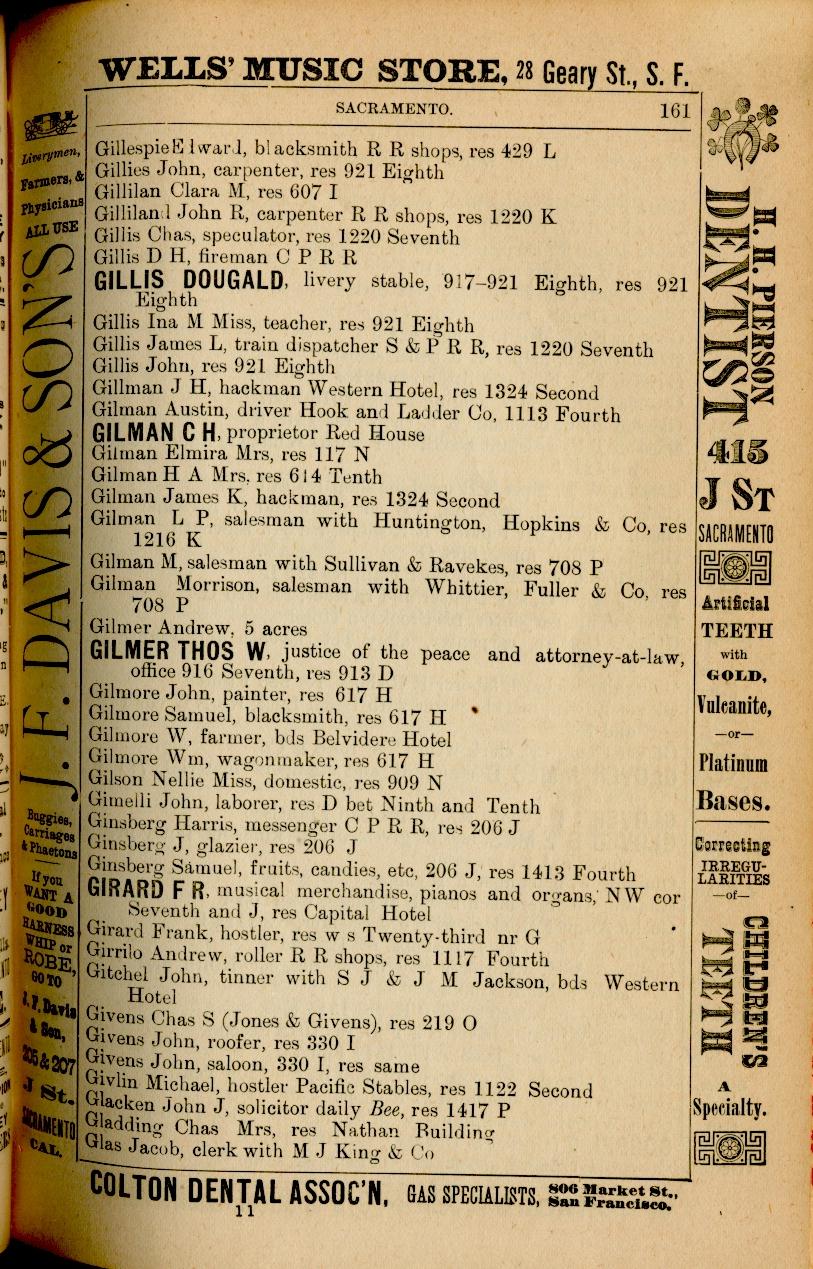 WELLS' MUSIC STORE, 28 Geary St., S. F.
SACRAMENTO. 161
Gillespie E lward, blacksmith R R shops, res 429 L
Gillies John, carpenter, res 921 Eighth
Gillilan Clara M, res 607 I
Gilliland John R, carpenter R R shops, res 1220 K
Gillis Chas, speculator, res 1220 Seventh
Gillis D H, fireman C P R R
GILLIS DOUGALD, livery stable, 917–921 Eighth, res 921
Eighth
Gillis Ina M Miss, teacher, res 921 Eighth
Gillis James L, train dispatcher S & P R R, res 1220 Seventh
Gillis John, res 921 Eighth
Gillman J H, hackman Western Hotel, res 1324 Second
Gilman Austin, driver Hook and Ladder Co, 1113 Fourth
GILMAN C H, proprietor Red House
Gilman Elmira Mrs, res 117 N
Gilman H A Mrs, res 614 Tenth
Gilman James K, hackman, res 1324 Second
Gilman L P, salesman with Huntington, Hopkins & Co, res
1216 K
Gilman M, salesman with Sullivan & Ravekes, res 708 P
Gilman Morrison, salesman with Whittier, Fuller & Co, res
708 P
Gilmer Andrew, 5 acres
GILMER THOS W, justice of the peace and attorney-at-law,
office 916 Seventh, res 913 D
Gilmore John, painter, res 617 H
Gilmore Samuel, blacksmith, res 617 H
Gilmore W, farmer, bds Belvidere Hotel
Gilmore Wm, wagonmaker, res 617 H
Gilson Nellie Miss, domestic, res 909 N
Gimelli John, laborer, res D bet Ninth and Tenth
Ginsberg Harris, messenger C P R R, res 206 J
Ginsberg J, glazier, res 206 J
Ginsberg Samuel, fruits, candies, etc, 206 J, res 1413 Fourth
GIRARD F R, musical merchandise, pianos and organs, NW cor
Seventh and J, res Capital Hotel
Girard Frank, hostler, res w s Twenty-third nr G
Girrilo Andrew, roller R R shops, res 1117 Fourth
Gitchel John, tinner with S J & J M Jackson, bds Western
Hotel
Givens Chas S (Jones & Givens), res 219 O
Givens John, roofer, res 330 I
Givens John, saloon, 330 I, res same
Givlin Michael, hostler Pacific Stables, res 1122 Second
Glacken John J, solicitor daily Bee, res 1417 P
Gladding Chas Mrs, res Nathan Building
Glas Jacob, clerk with M J King & Co
COLTON DENTAL ASSOC'N, GAS SPECIALISTS, 806 Market St.,
San Francisco.
11
Liverymen,
Farmers, &
Physicians
ALL USE
J. F. DAVIS & SON'S
Buggies,
Carriages
& Phaetons
If you
WANT A
GOOD
HARNESS
WHIP or
ROBE,
GO TO
J. F. Davis
& Son,
205 & 207
J St.
SACRAMENTO
CAL.
H. H. PIERSON
DENTIST
415
J ST
SACRAMENTO
Artificial
TEETH
with
GOLD,
Vulcanite,
—or—
Platinum
Bases.
Correcting
IRREGU-
LARITIES
—of—
CHILDREN'S
TEETH
A
Specialty.